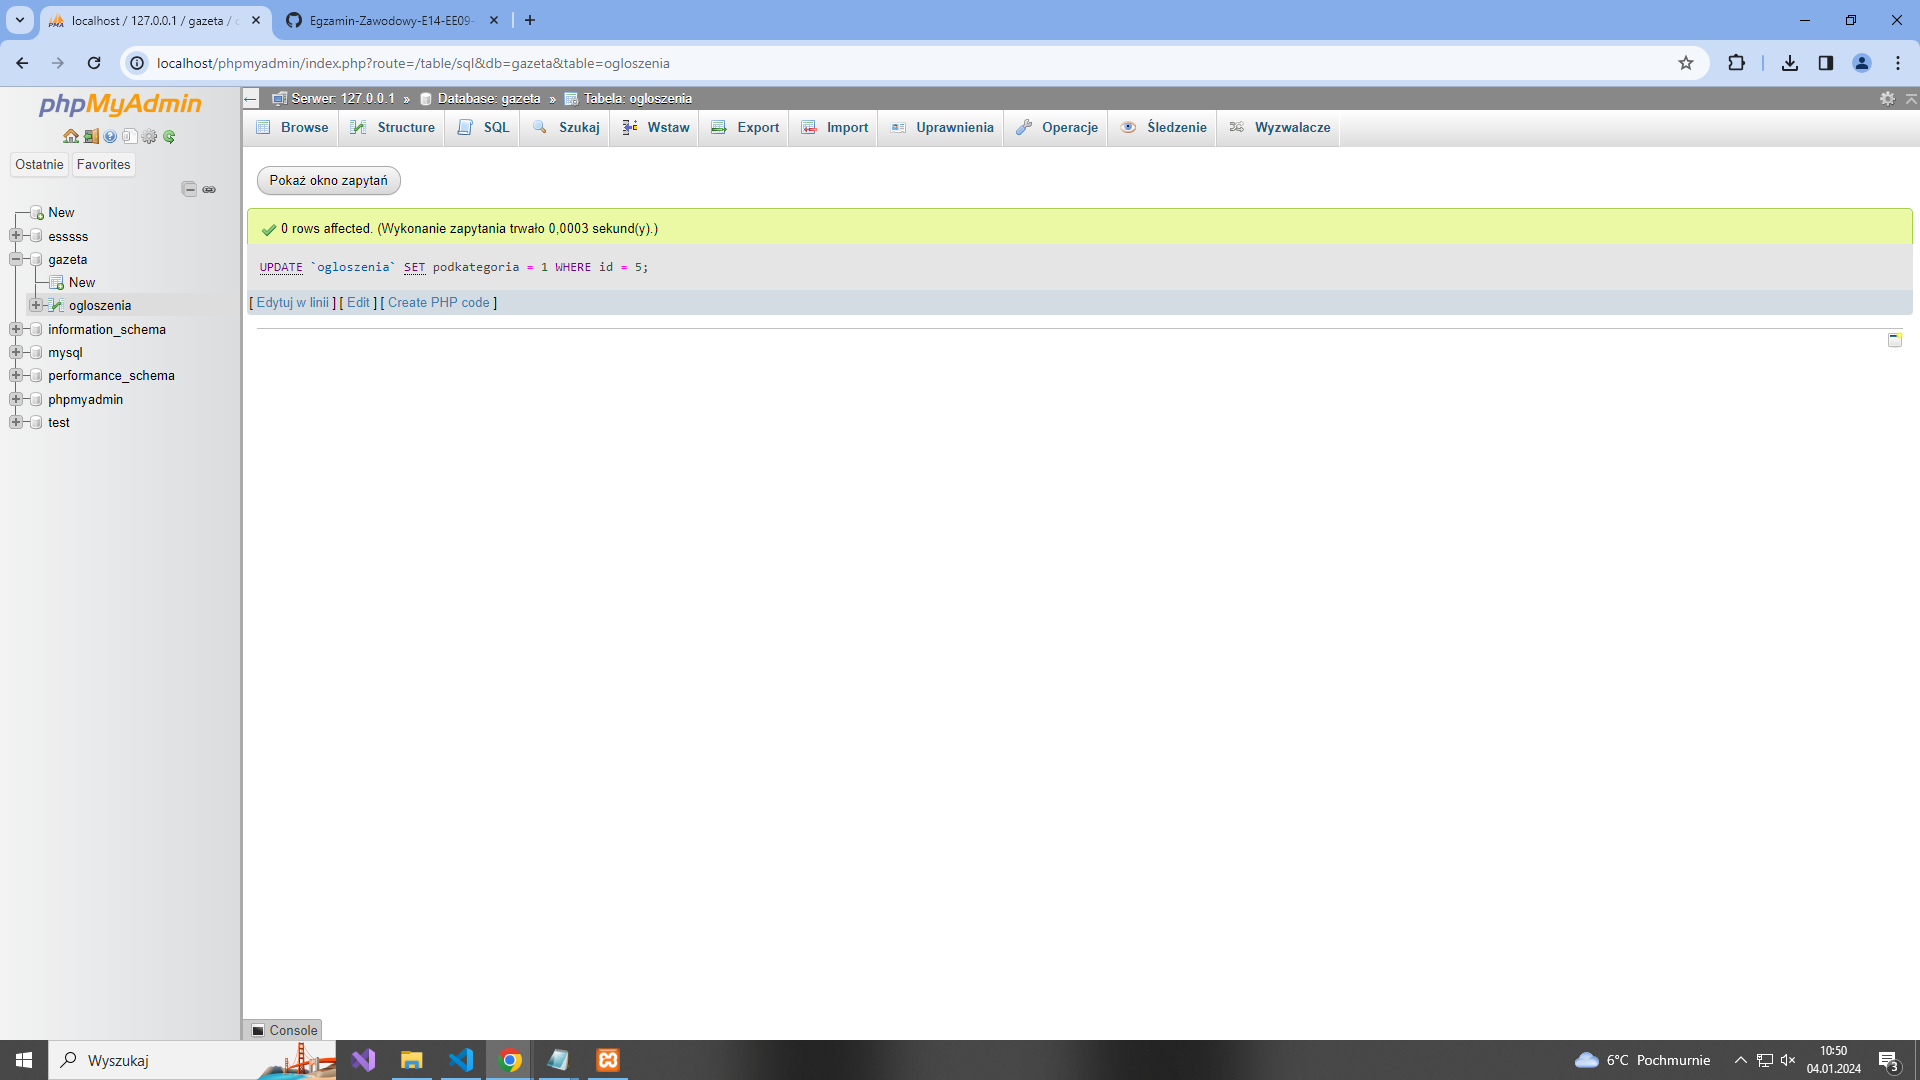 localhost / 127.0.0.1 / gazeta /
Egzamin-Zawodowy-E14-EE09-
localhost/phpmyadmin/index.php?route=/table/sql&db=gazeta&table=ogloszenia
phpMyAdmin
Ostatnie
Favorites
New
esssss
gazeta
New
ogloszenia
information_schema
mysql
performance_schema
phpmyadmin
test
Serwer: 127.0.0.1 » Database: gazeta » Tabela: ogloszenia
Browse
Structure
SQL
Szukaj
Wstaw
Export
Import
Uprawnienia
Operacje
Śledzenie
Wyzwalacze
Pokaż okno zapytań
0 rows affected. (Wykonanie zapytania trwało 0,0003 sekund(y).)
UPDATE `ogloszenia` SET podkategoria = 1 WHERE id = 5;
[ Edytuj w linii ] [ Edit ] [ Create PHP code ]
Console
Wyszukaj
6°C Pochmurnie
10:50
04.01.2024
3